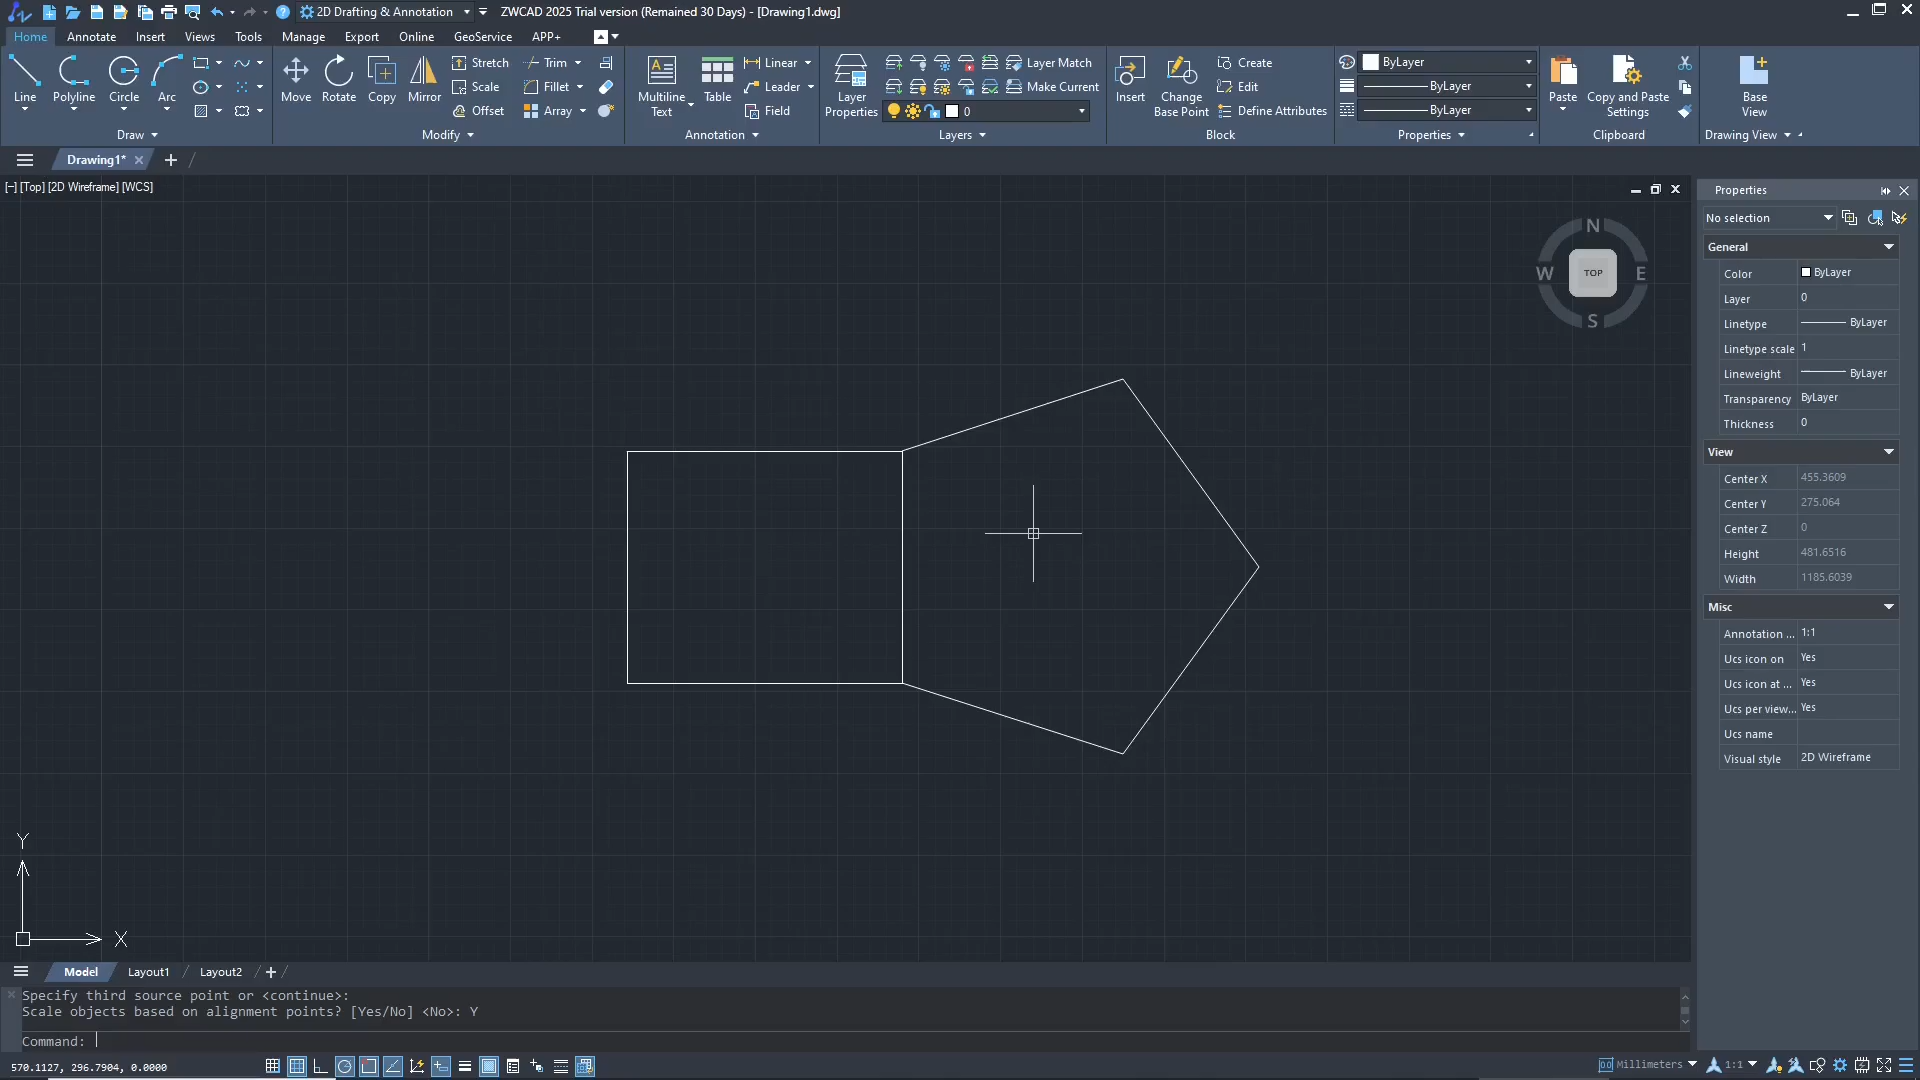 2D Drafting & Annotation
ZWCAD 2025 Trial version (Remained 30 Days) - [Drawing1.dwg]
Home Annotate Insert Views Tools Manage Export Online GeoService APP+
Line
Polyline
Circle
Arc
Draw
Move
Rotate
Copy
Mirror
Stretch
Scale
Offset
Trim
Fillet
Array
Modify
Multiline
Text
Table
Linear
Leader
Field
Annotation
Layer
Properties
Layer Match
Make Current
0
Layers
Insert
Change
Base Point
Create
Edit
Define Attributes
Block
ByLayer
ByLayer
ByLayer
Properties
Paste
Copy and Paste
Settings
Clipboard
Base
View
Drawing View
Drawing1*
[−] [Top] [2D Wireframe] [WCS]
N
W TOP E
S
Y
X
Properties
No selection
General
Color ByLayer
Layer 0
Linetype ByLayer
Linetype scale 1
Lineweight ByLayer
Transparency ByLayer
Thickness 0
View
Center X 455.3609
Center Y 275.064
Center Z 0
Height 481.6516
Width 1185.6039
Misc
Annotation ... 1:1
Ucs icon on Yes
Ucs icon at ... Yes
Ucs per view... Yes
Ucs name
Visual style 2D Wireframe
Model Layout1 Layout2
Specify third source point or <continue>:
Scale objects based on alignment points? [Yes/No] <No>: Y
Command:
570.1127, 296.7904, 0.0000
Millimeters 1:1